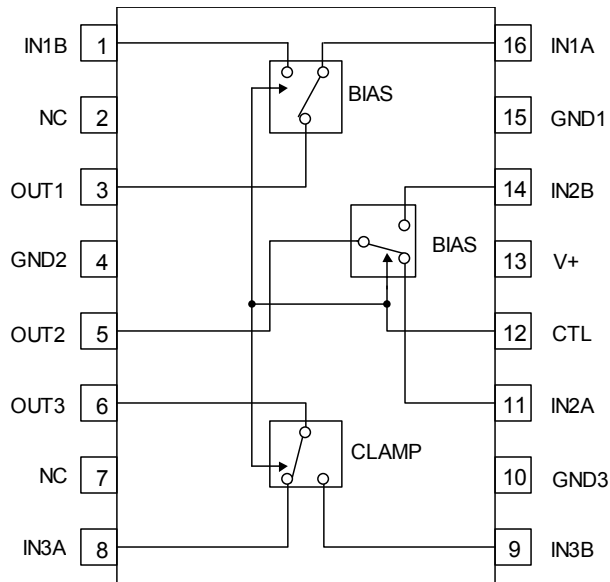 IN1B 1 16 IN1A
BIAS
NC 2 15 GND1
OUT1 3 14 IN2B
BIAS
GND2 4 13 V+
OUT2 5 12 CTL
OUT3 6 11 IN2A
CLAMP
NC 7 10 GND3
IN3A 8 9 IN3B